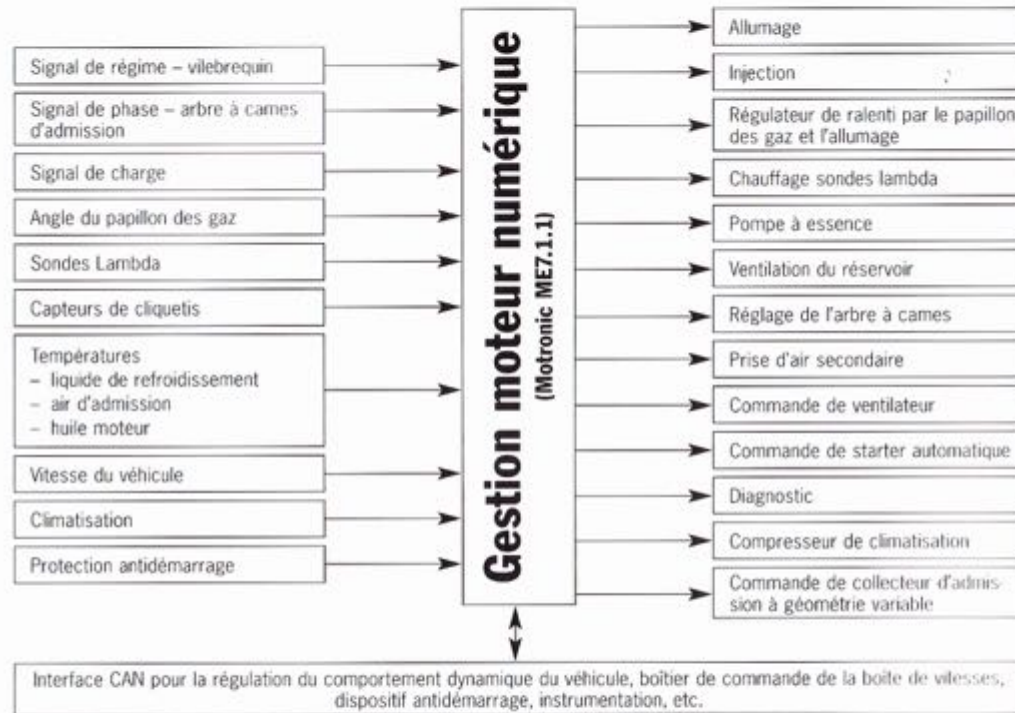 Signal de régime – vilebrequin
Signal de phase – arbre à cames
d'admission
Signal de charge
Angle du papillon des gaz
Sondes Lambda
Capteurs de cliquetis
Températures
– liquide de refroidissement
– air d'admission
– huile moteur
Vitesse du véhicule
Climatisation
Protection antidémarrage
Gestion moteur numérique
(Motronic ME7.1.1)
Allumage
Injection
Régulateur de ralenti par le papillon
des gaz et l'allumage
Chauffage sondes lambda
Pompe à essence
Ventilation du réservoir
Réglage de l'arbre à cames
Prise d'air secondaire
Commande de ventilateur
Commande de starter automatique
Diagnostic
Compresseur de climatisation
Commande de collecteur d'admis-
sion à géométrie variable
Interface CAN pour la régulation du comportement dynamique du véhicule, boîtier de commande de la boîte de vitesses,
dispositif antidémarrage, instrumentation, etc.